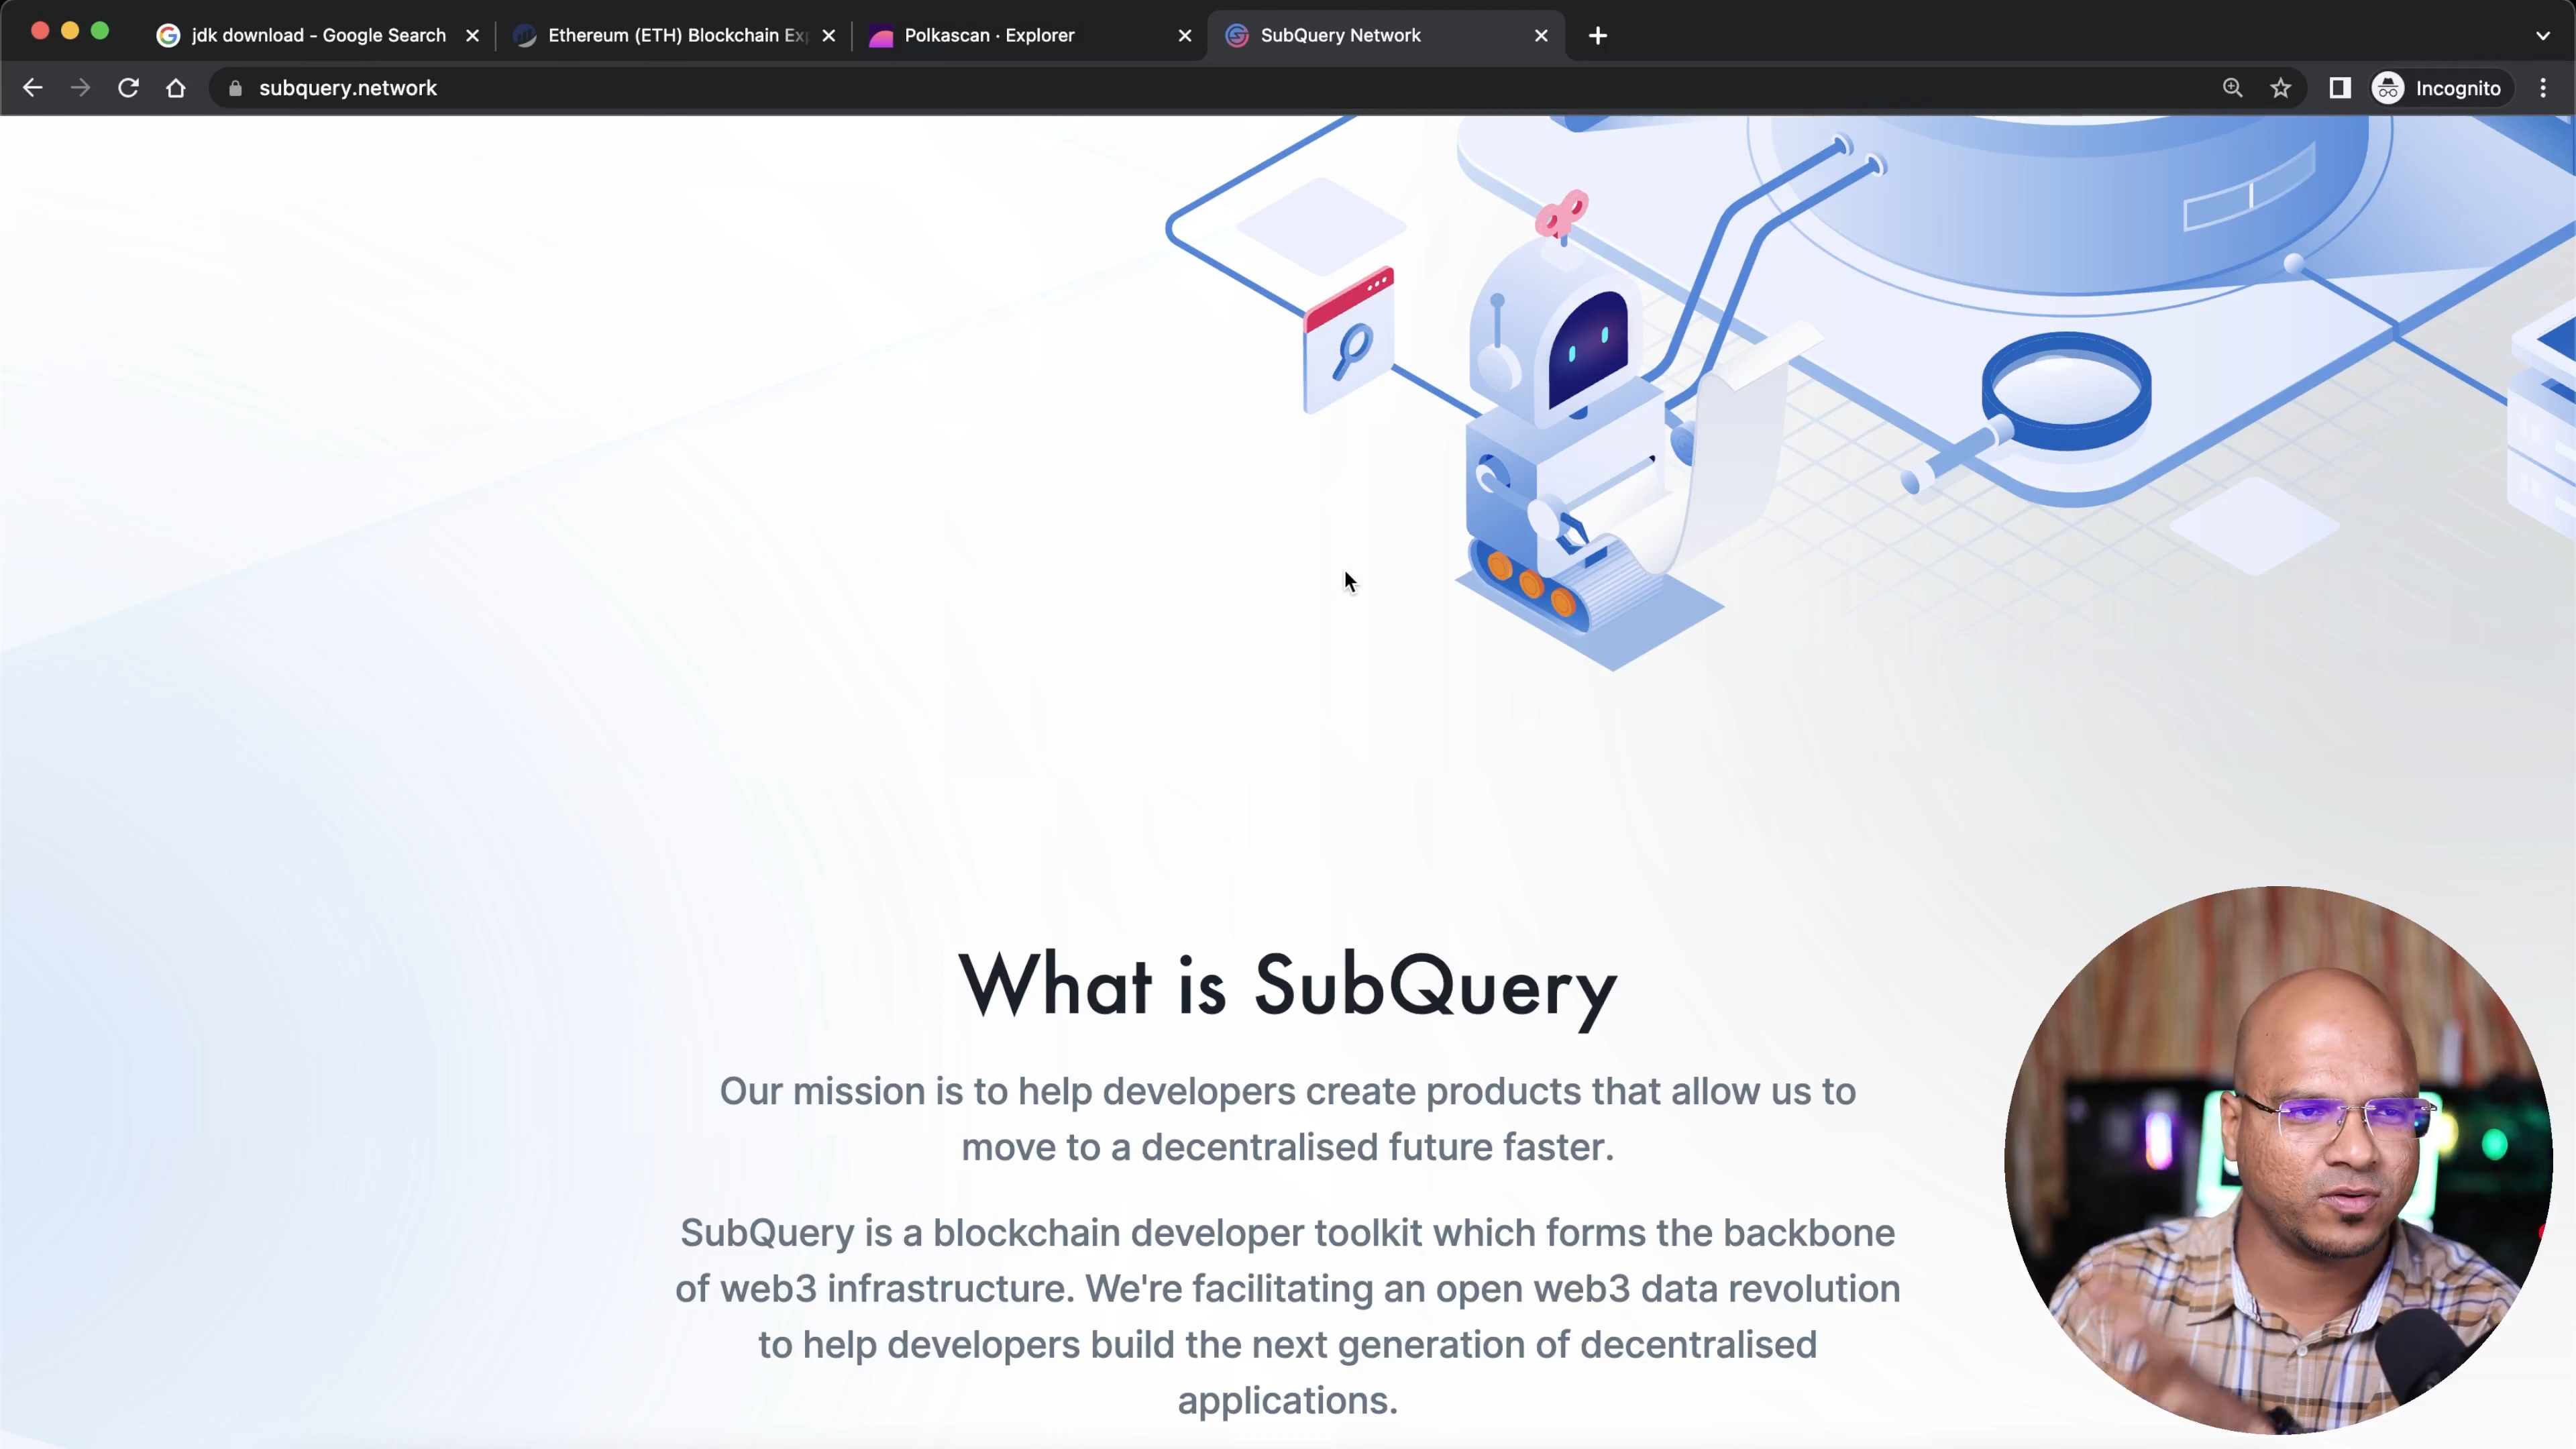 jdk download - Google Search
Ethereum (ETH) Blockchain Ex
Polkascan · Explorer
SubQuery Network
subquery.network
Incognito
What is SubQuery
Our mission is to help developers create products that allow us to
move to a decentralised future faster.
SubQuery is a blockchain developer toolkit which forms the backbone
of web3 infrastructure. We're facilitating an open web3 data revolution
to help developers build the next generation of decentralised
applications.